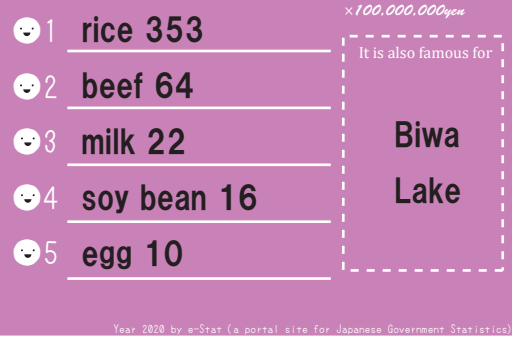 ×100,000,000yen
1 rice 353
2 beef 64
3 milk 22
4 soy bean 16
5 egg 10
It is also famous for
Biwa
Lake
Year 2020 by e-Stat (a portal site for Japanese Government Statistics)